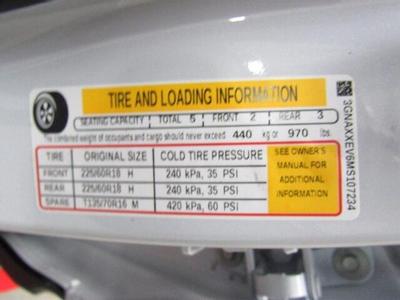 TIRE AND LOADING INFORMATION
SEATING CAPACITY TOTAL 5 FRONT 2 REAR 3
The combined weight of occupants and cargo should never exceed 440 kg or 970 lbs.
TIRE ORIGINAL SIZE COLD TIRE PRESSURE
FRONT 225/60R18 H 240 kPa, 35 PSI
REAR 225/60R18 H 240 kPa, 35 PSI
SPARE T135/70R16 M 420 kPa, 60 PSI
SEE OWNER'S
MANUAL FOR
ADDITIONAL
INFORMATION
3GNAXXEV6MS107234